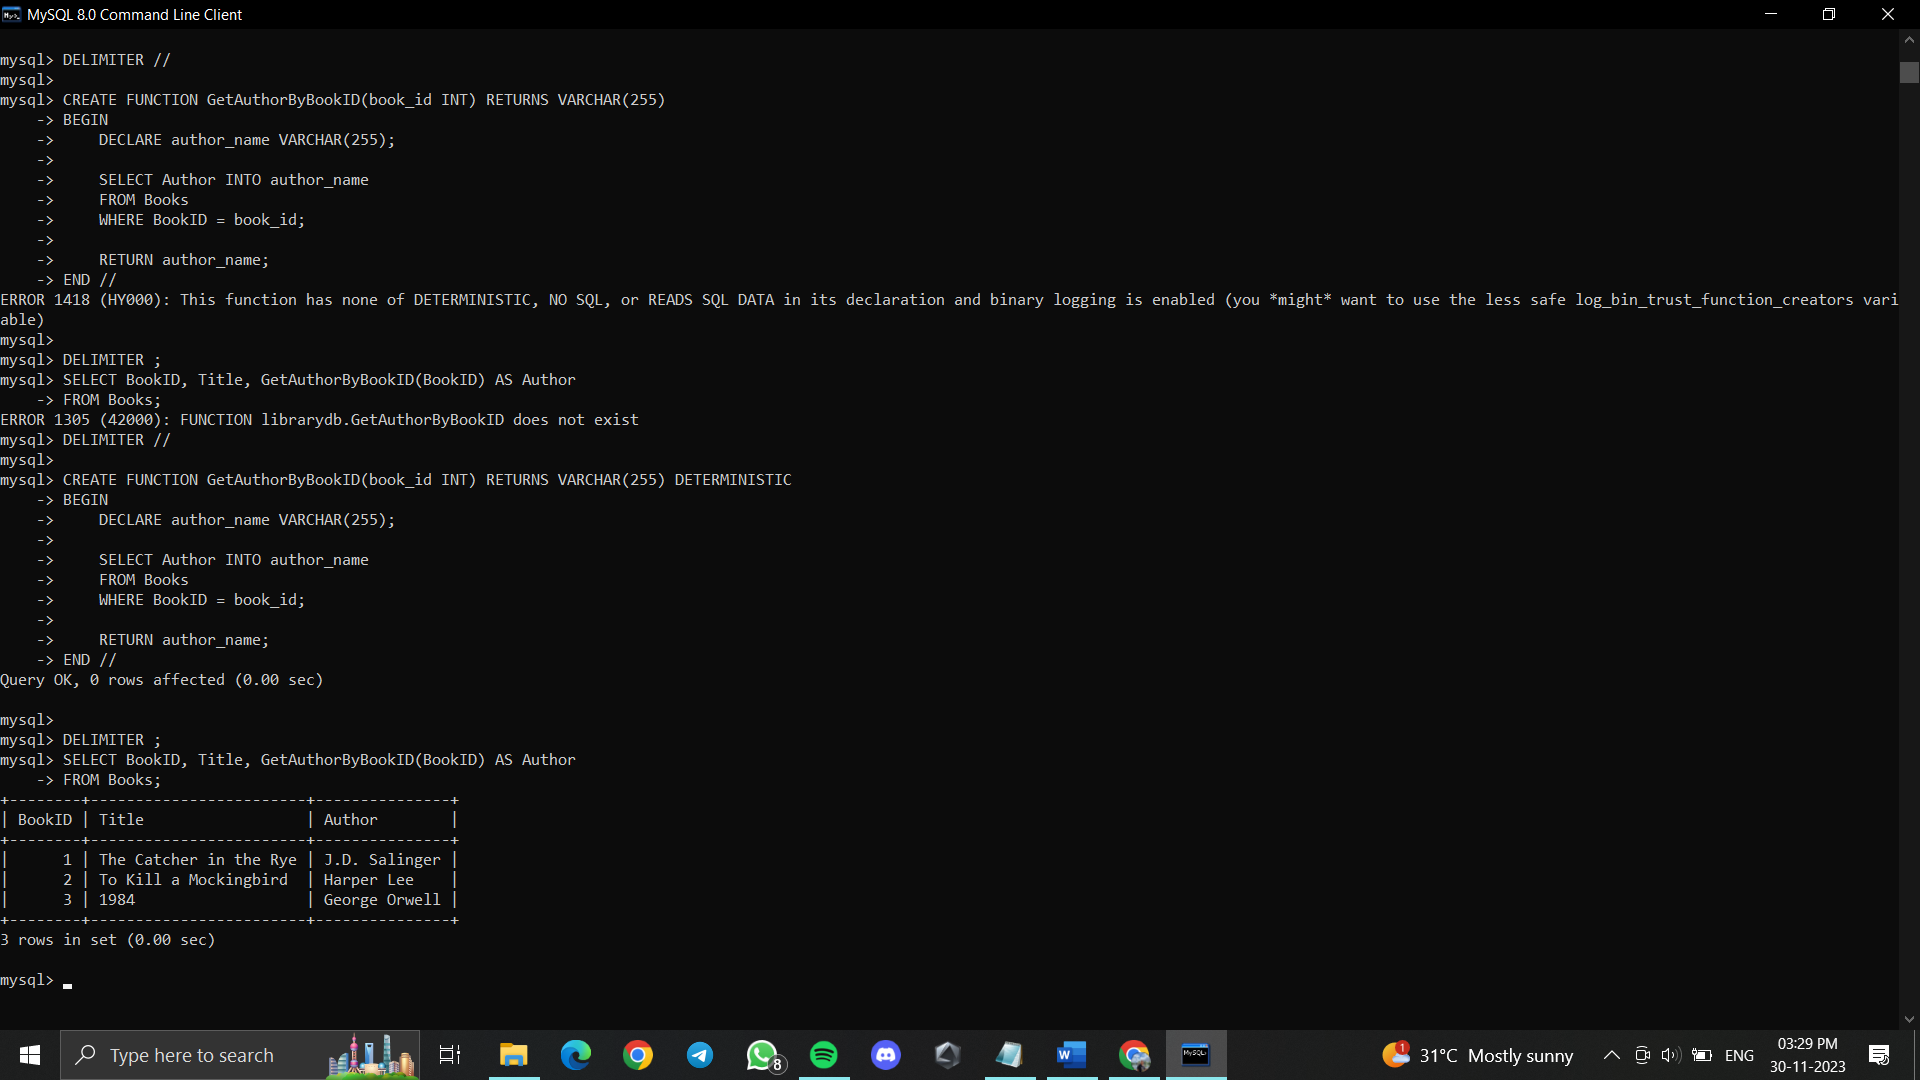 MySQL 8.0 Command Line Client
mysql> DELIMITER //
mysql>
mysql> CREATE FUNCTION GetAuthorByBookID(book_id INT) RETURNS VARCHAR(255)
    -> BEGIN
    ->     DECLARE author_name VARCHAR(255);
    ->
    ->     SELECT Author INTO author_name
    ->     FROM Books
    ->     WHERE BookID = book_id;
    ->
    ->     RETURN author_name;
    -> END //
ERROR 1418 (HY000): This function has none of DETERMINISTIC, NO SQL, or READS SQL DATA in its declaration and binary logging is enabled (you *might* want to use the less safe log_bin_trust_function_creators vari
able)
mysql>
mysql> DELIMITER ;
mysql> SELECT BookID, Title, GetAuthorByBookID(BookID) AS Author
    -> FROM Books;
ERROR 1305 (42000): FUNCTION librarydb.GetAuthorByBookID does not exist
mysql> DELIMITER //
mysql>
mysql> CREATE FUNCTION GetAuthorByBookID(book_id INT) RETURNS VARCHAR(255) DETERMINISTIC
    -> BEGIN
    ->     DECLARE author_name VARCHAR(255);
    ->
    ->     SELECT Author INTO author_name
    ->     FROM Books
    ->     WHERE BookID = book_id;
    ->
    ->     RETURN author_name;
    -> END //
Query OK, 0 rows affected (0.00 sec)
mysql>
mysql> DELIMITER ;
mysql> SELECT BookID, Title, GetAuthorByBookID(BookID) AS Author
    -> FROM Books;
+--------+------------------------+---------------+
| BookID | Title                  | Author        |
+--------+------------------------+---------------+
|      1 | The Catcher in the Rye | J.D. Salinger |
|      2 | To Kill a Mockingbird  | Harper Lee    |
|      3 | 1984                   | George Orwell |
+--------+------------------------+---------------+
3 rows in set (0.00 sec)
mysql> _
Type here to search
8
W
MySQL
1
31°C Mostly sunny
ENG
03:29 PM
30-11-2023